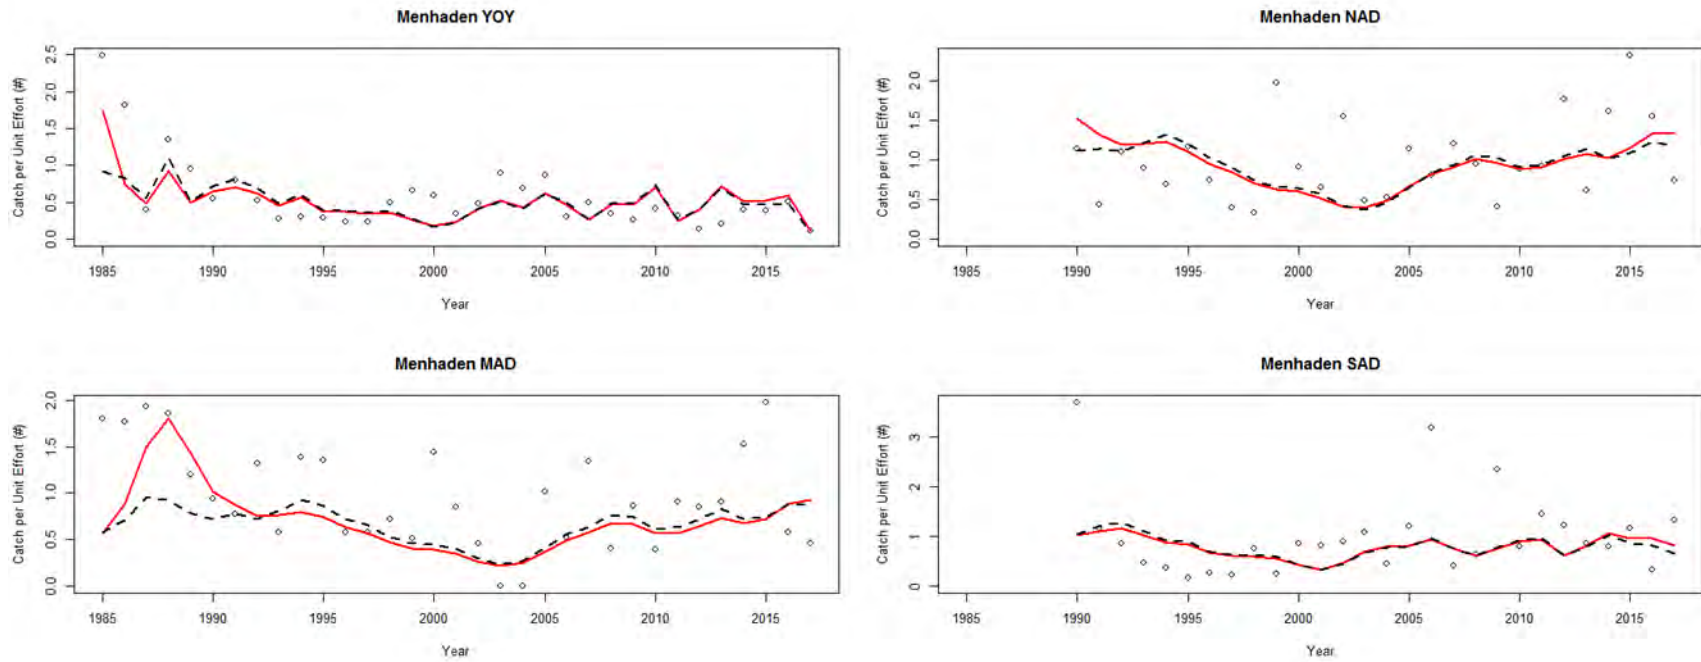 Menhaden YOY
Catch per Unit Effort (#)
0.0 0.5 1.0 1.5 2.0 2.5
1985 1990 1995 2000 2005 2010 2015
Year
Menhaden NAD
Catch per Unit Effort (#)
0.0 0.5 1.0 1.5 2.0
1985 1990 1995 2000 2005 2010 2015
Year
Menhaden MAD
Catch per Unit Effort (#)
0.0 0.5 1.0 1.5 2.0
1985 1990 1995 2000 2005 2010 2015
Year
Menhaden SAD
Catch per Unit Effort (#)
0 1 2 3
1985 1990 1995 2000 2005 2010 2015
Year